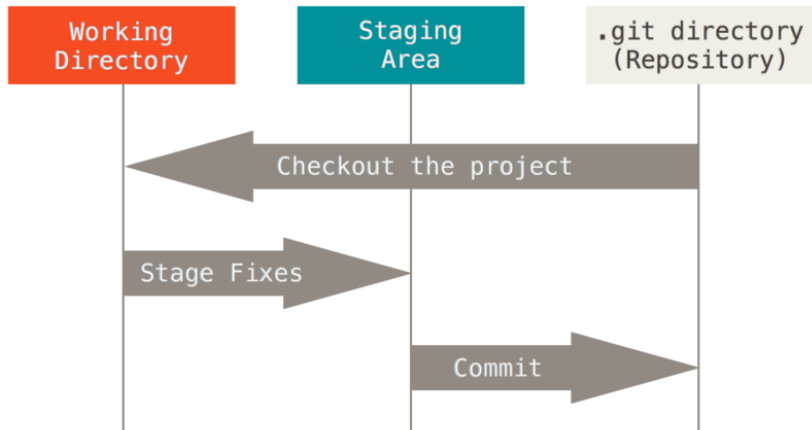 Working
Directory
Staging
Area
.git directory
(Repository)
Checkout the project
Stage Fixes
Commit